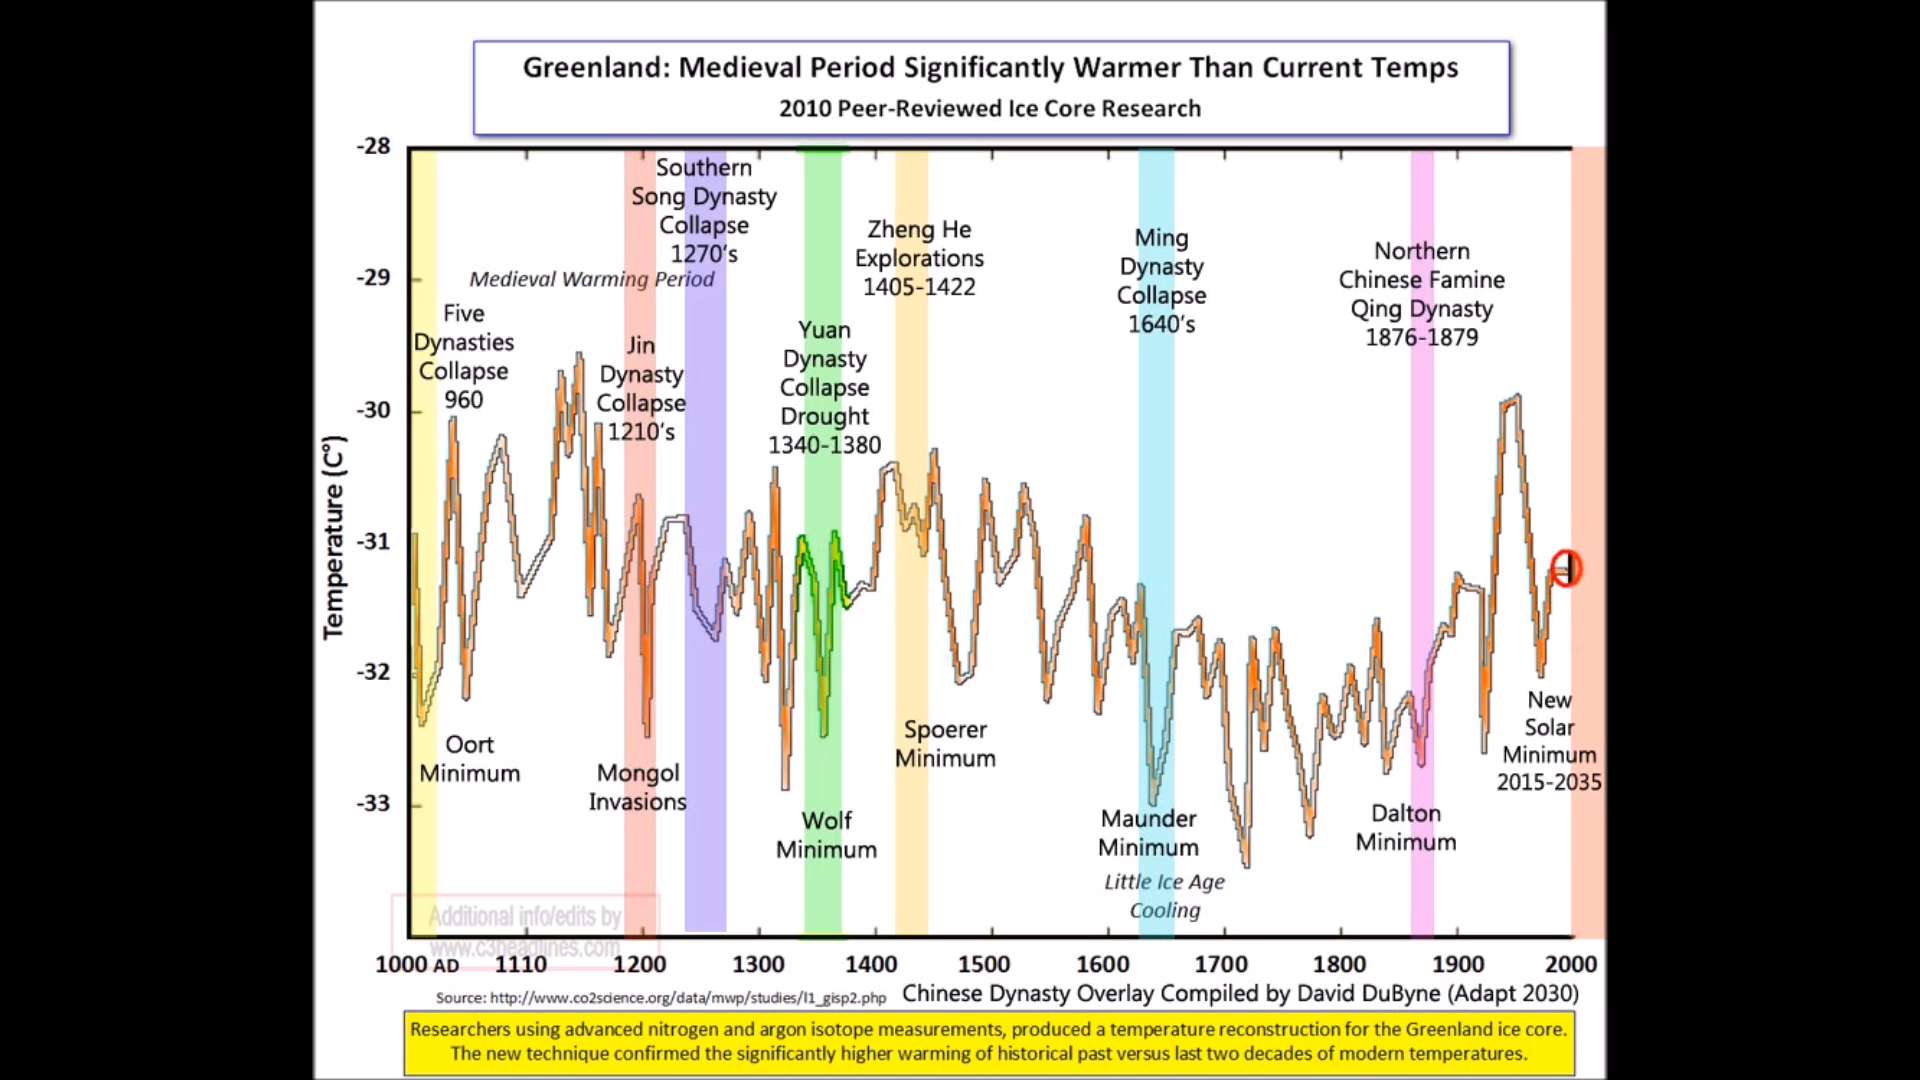 Greenland: Medieval Period Significantly Warmer Than Current Temps
2010 Peer-Reviewed Ice Core Research
-28
-29
-30
-31
-32
-33
Temperature (C°)
Medieval Warming Period
Five
Dynasties
Collapse
960
Jin
Dynasty
Collapse
1210's
Southern
Song Dynasty
Collapse
1270's
Yuan
Dynasty
Collapse
Drought
1340-1380
Zheng He
Explorations
1405-1422
Ming
Dynasty
Collapse
1640's
Northern
Chinese Famine
Qing Dynasty
1876-1879
Oort
Minimum
Mongol
Invasions
Wolf
Minimum
Spoerer
Minimum
Maunder
Minimum
Little Ice Age
Cooling
Dalton
Minimum
New
Solar
Minimum
2015-2035
Additional info/edits by
www.c3headlines.com
1000 AD 1110 1200 1300 1400 1500 1600 1700 1800 1900 2000
Source: http://www.co2science.org/data/mwp/studies/l1_gisp2.php
Chinese Dynasty Overlay Compiled by David DuByne (Adapt 2030)
Researchers using advanced nitrogen and argon isotope measurements, produced a temperature reconstruction for the Greenland ice core.
The new technique confirmed the significantly higher warming of historical past versus last two decades of modern temperatures.